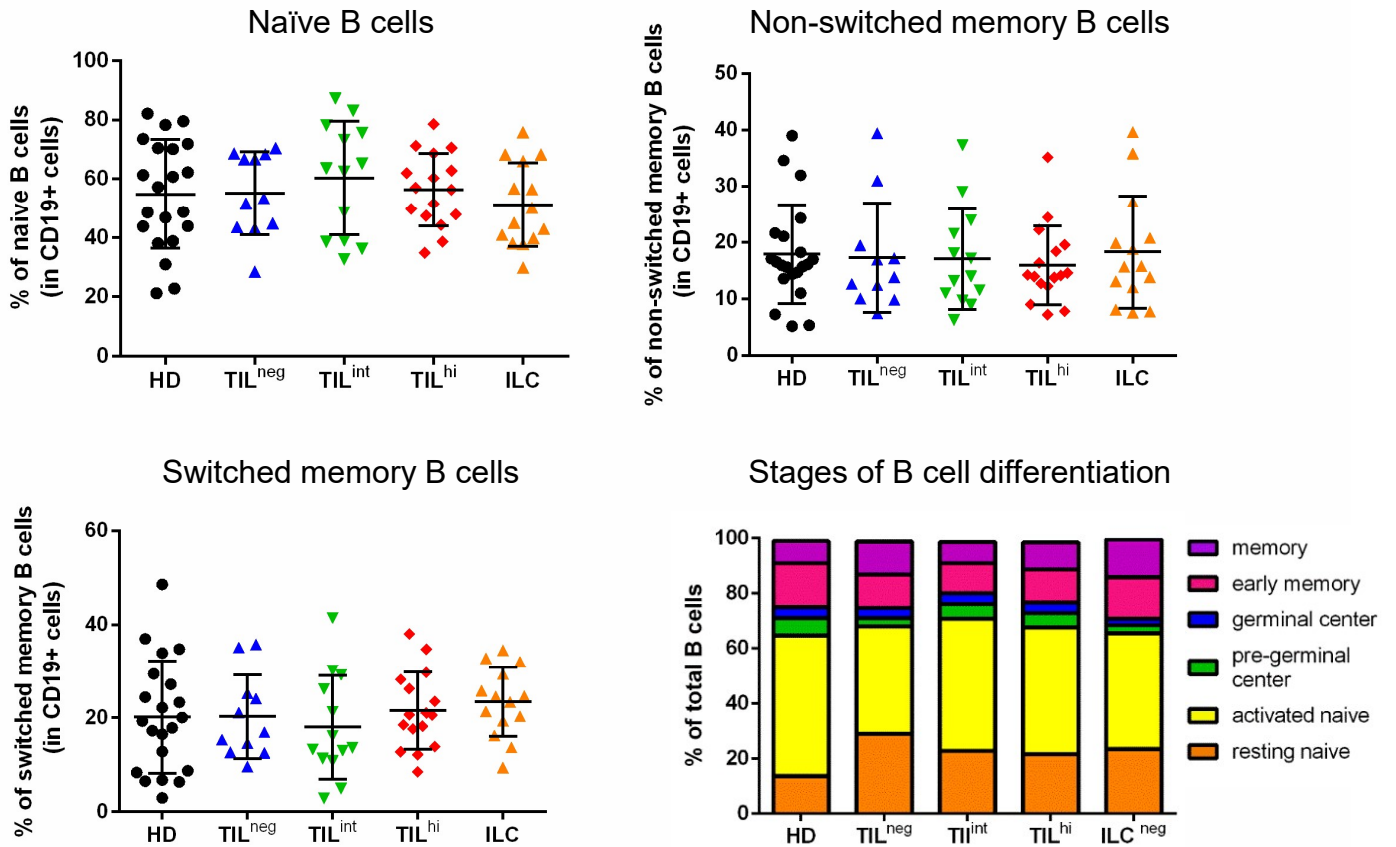 Naïve B cells
% of naive B cells
(in CD19+ cells)
100
80
60
40
20
0
HD
TILneg
TILint
TILhi
ILC
Non-switched memory B cells
% of non-switched memory B cells
(in CD19+ cells)
50
40
30
20
10
0
HD
TILneg
TILint
TILhi
ILC
Switched memory B cells
% of switched memory B cells
(in CD19+ cells)
60
40
20
0
HD
TILneg
TILint
TILhi
ILC
Stages of B cell differentiation
% of total B cells
100
80
60
40
20
0
HD
TILneg
TIlint
TILhi
ILC neg
memory
early memory
germinal center
pre-germinal
center
activated naive
resting naive